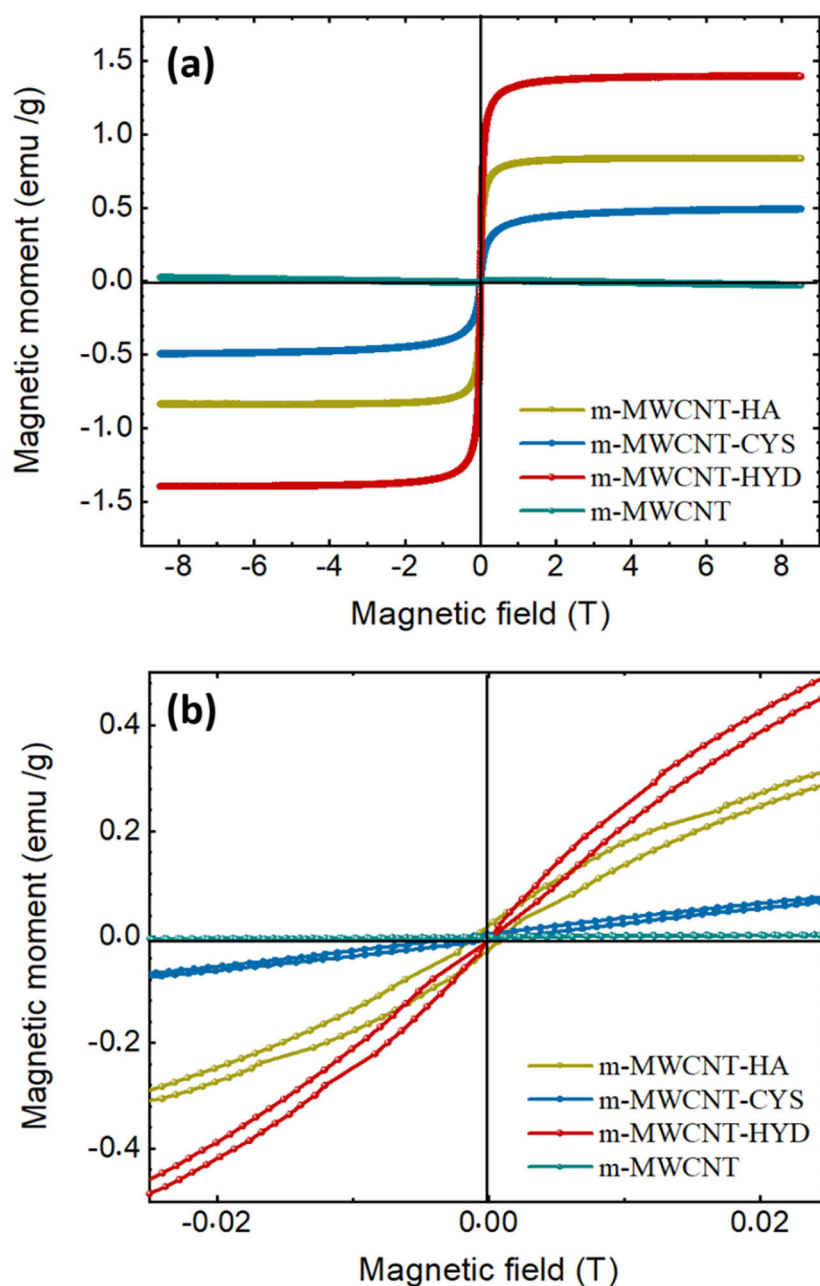 (a)
Magnetic moment (emu /g)
1.5
1.0
0.5
0.0
-0.5
-1.0
-1.5
m-MWCNT-HA
m-MWCNT-CYS
m-MWCNT-HYD
m-MWCNT
-8 -6 -4 -2 0 2 4 6 8
Magnetic field (T)
(b)
Magnetic moment (emu /g)
0.4
0.2
0.0
-0.2
-0.4
m-MWCNT-HA
m-MWCNT-CYS
m-MWCNT-HYD
m-MWCNT
-0.02 0.00 0.02
Magnetic field (T)